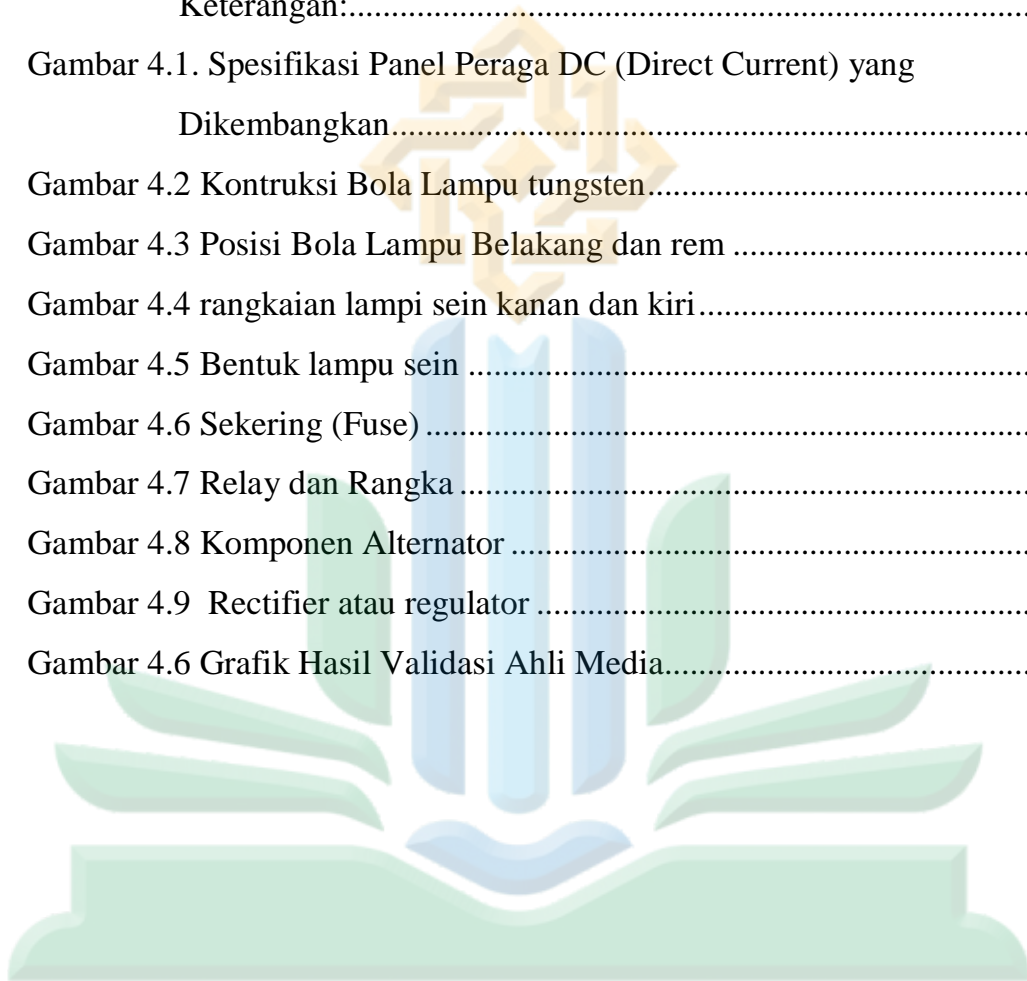 Keterangan:......................................................................................
Gambar 4.1. Spesifikasi Panel Peraga DC (Direct Current) yang
Dikembangkan................................................................................
Gambar 4.2 Kontruksi Bola Lampu tungsten...............................................
Gambar 4.3 Posisi Bola Lampu Belakang dan rem .....................................
Gambar 4.4 rangkaian lampi sein kanan dan kiri.........................................
Gambar 4.5 Bentuk lampu sein ....................................................................
Gambar 4.6 Sekering (Fuse) .........................................................................
Gambar 4.7 Relay dan Rangka .....................................................................
Gambar 4.8 Komponen Alternator ...............................................................
Gambar 4.9  Rectifier atau regulator ............................................................
Gambar 4.6 Grafik Hasil Validasi Ahli Media.............................................